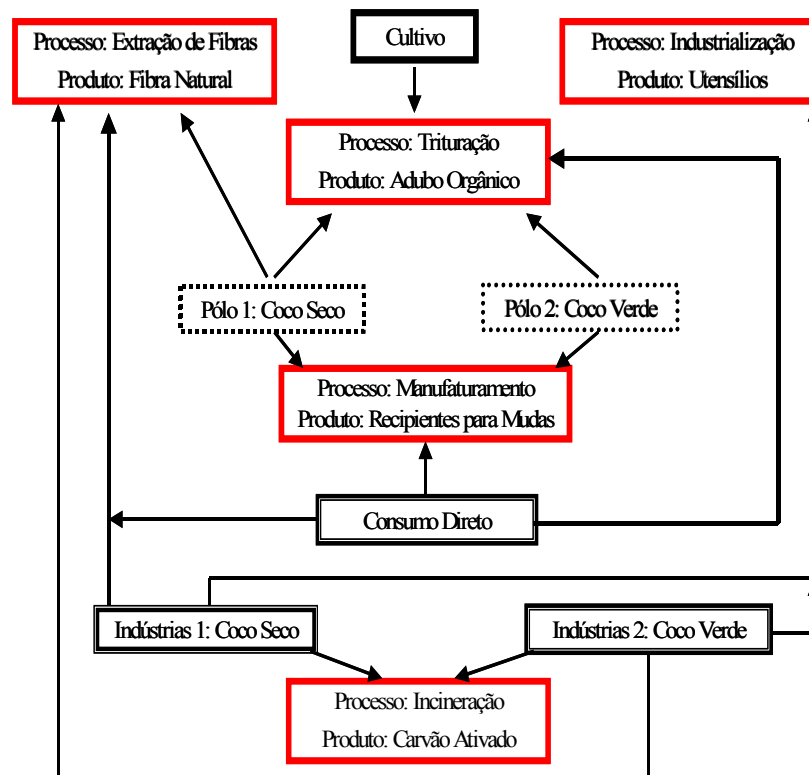 Processo: Extração de Fibras
Produto: Fibra Natural
Cultivo
Processo: Industrialização
Produto: Utensílios
Processo: Trituração
Produto: Adubo Orgânico
Pólo 1: Coco Seco
Pólo 2: Coco Verde
Processo: Manufaturamento
Produto: Recipientes para Mudas
Consumo Direto
Indústrias 1: Coco Seco
Indústrias 2: Coco Verde
Processo: Incineração
Produto: Carvão Ativado